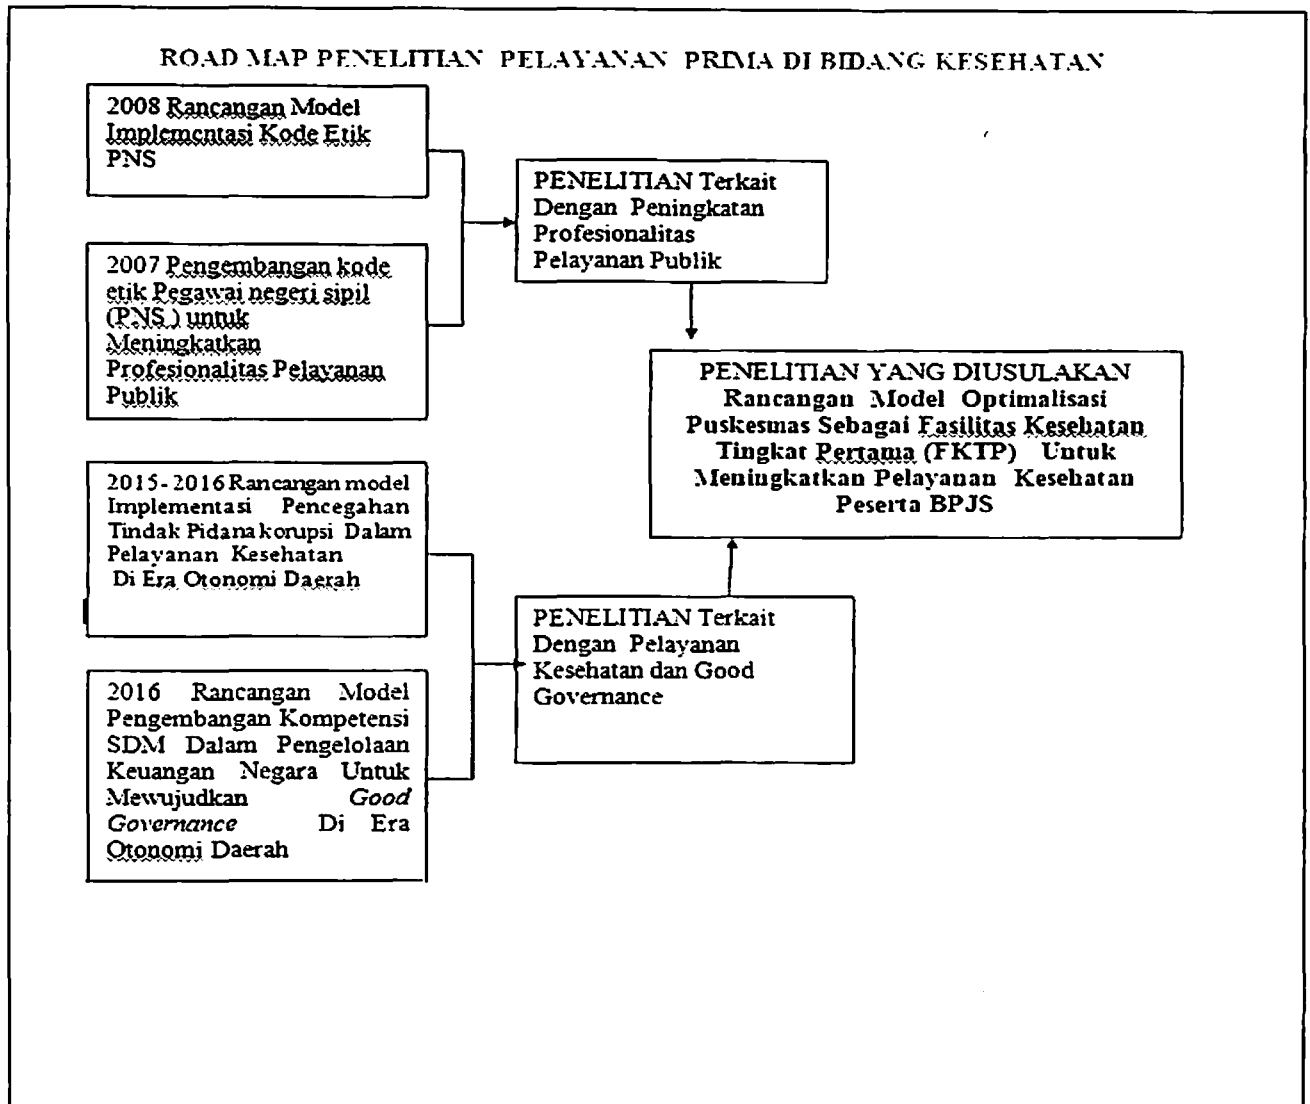 ROAD MAP PENELITIAN PELAYANAN PRIMA DI BIDANG KESEHATAN
2008 Rancangan Model
Implementasi Kode Etik
PNS
2007 Pengembangan kode
etik Pegawai negeri sipil
(PNS ) untuk
Meningkatkan
Profesionalitas Pelayanan
Publik
PENELITIAN Terkait
Dengan Peningkatan
Profesionalitas
Pelayanan Publik
PENELITIAN YANG DIUSULAKAN
Rancangan Model Optimalisasi
Puskesmas Sebagai Fasilitas Kesehatan
Tingkat Pertama (FKTP) Untuk
Meningkatkan Pelayanan Kesehatan
Peserta BPJS
2015-2016 Rancangan model
Implementasi Pencegahan
Tindak Pidana korupsi Dalam
Pelayanan Kesehatan
Di Era Otonomi Daerah
2016 Rancangan Model
Pengembangan Kompetensi
SDM Dalam Pengelolaan
Keuangan Negara Untuk
Mewujudkan Good
Governance Di Era
Otonomi Daerah
PENELITIAN Terkait
Dengan Pelayanan
Kesehatan dan Good
Governance